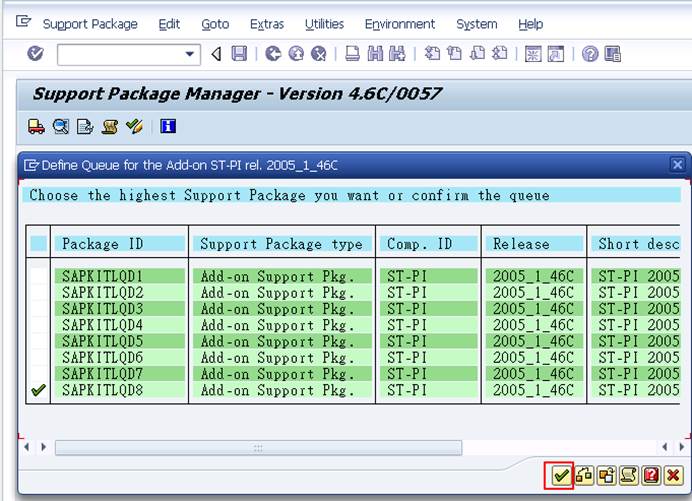 Support Package Edit Goto Extras Utilities Environment System Help
Support Package Manager - Version 4.6C/0057
Define Queue for the Add-on ST-PI rel. 2005_1_46C
Choose the highest Support Package you want or confirm the queue
Package ID Support Package type Comp. ID Release Short desc
SAPKITLQD1 Add-on Support Pkg. ST-PI 2005_1_46C ST-PI 2005
SAPKITLQD2 Add-on Support Pkg. ST-PI 2005_1_46C ST-PI 2005
SAPKITLQD3 Add-on Support Pkg. ST-PI 2005_1_46C ST-PI 2005
SAPKITLQD4 Add-on Support Pkg. ST-PI 2005_1_46C ST-PI 2005
SAPKITLQD5 Add-on Support Pkg. ST-PI 2005_1_46C ST-PI 2005
SAPKITLQD6 Add-on Support Pkg. ST-PI 2005_1_46C ST-PI 2005
SAPKITLQD7 Add-on Support Pkg. ST-PI 2005_1_46C ST-PI 2005
SAPKITLQD8 Add-on Support Pkg. ST-PI 2005_1_46C ST-PI 2005